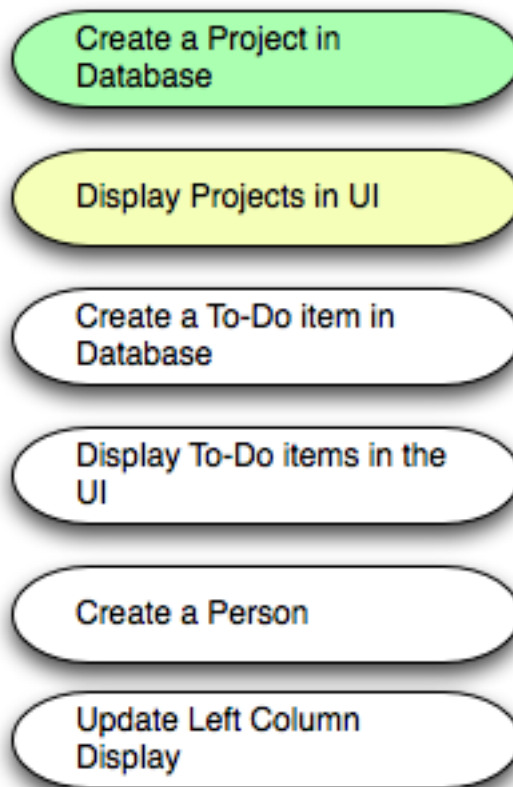 Create a Project in
Database
Display Projects in UI
Create a To-Do item in
Database
Display To-Do items in the
UI
Create a Person
Update Left Column
Display